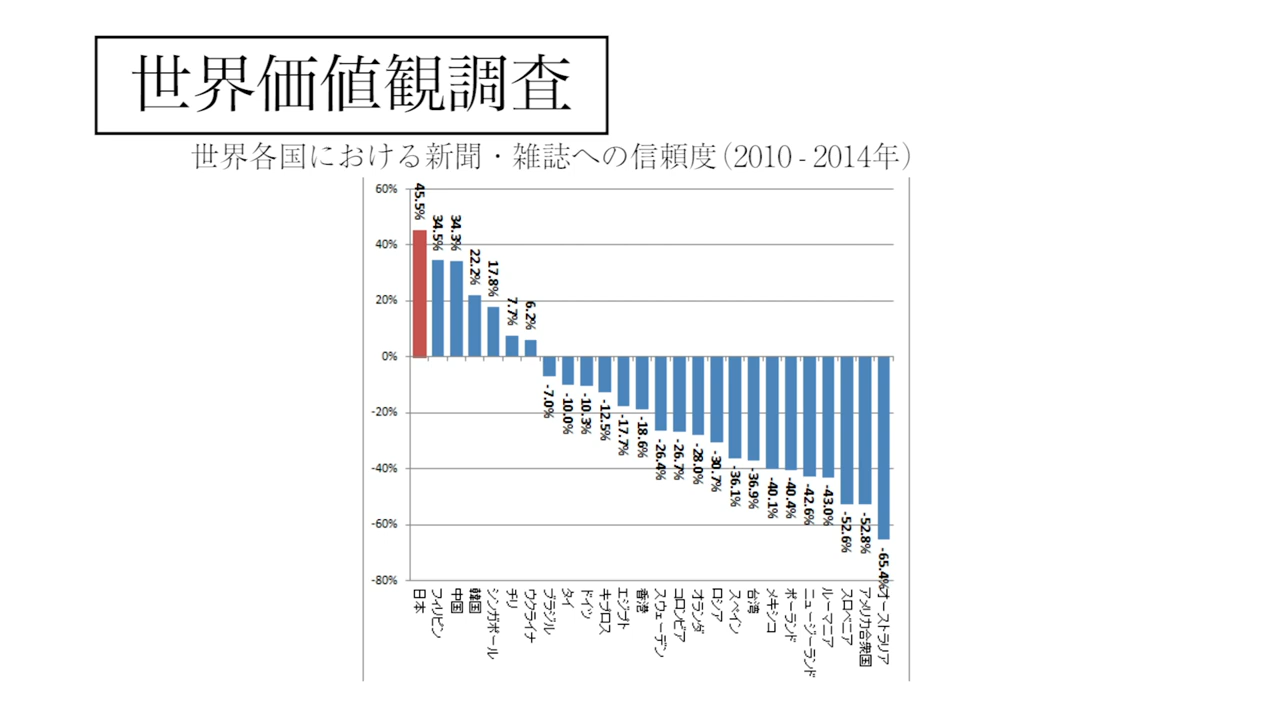 世界価値観調査
世界各国における新聞・雑誌への信頼度(2010 - 2014年)
60%
40%
20%
0%
-20%
-40%
-60%
-80%
45.5%
34.5%
34.3%
22.2%
17.8%
7.7%
6.2%
-7.0%
-10.0%
-10.3%
-12.5%
-17.7%
-18.6%
-26.4%
-26.7%
-28.0%
-30.7%
-36.1%
-36.9%
-40.1%
-40.4%
-42.6%
-43.0%
-52.6%
-52.8%
-65.4%
日本
フィリピン
中国
韓国
シンガポール
チリ
ウクライナ
ブラジル
タイ
ドイツ
キプロス
エジプト
香港
スウェーデン
コロンビア
オランダ
ロシア
スペイン
台湾
メキシコ
ポーランド
ニュージーランド
ルーマニア
スロベニア
アメリカ合衆国
オーストラリア